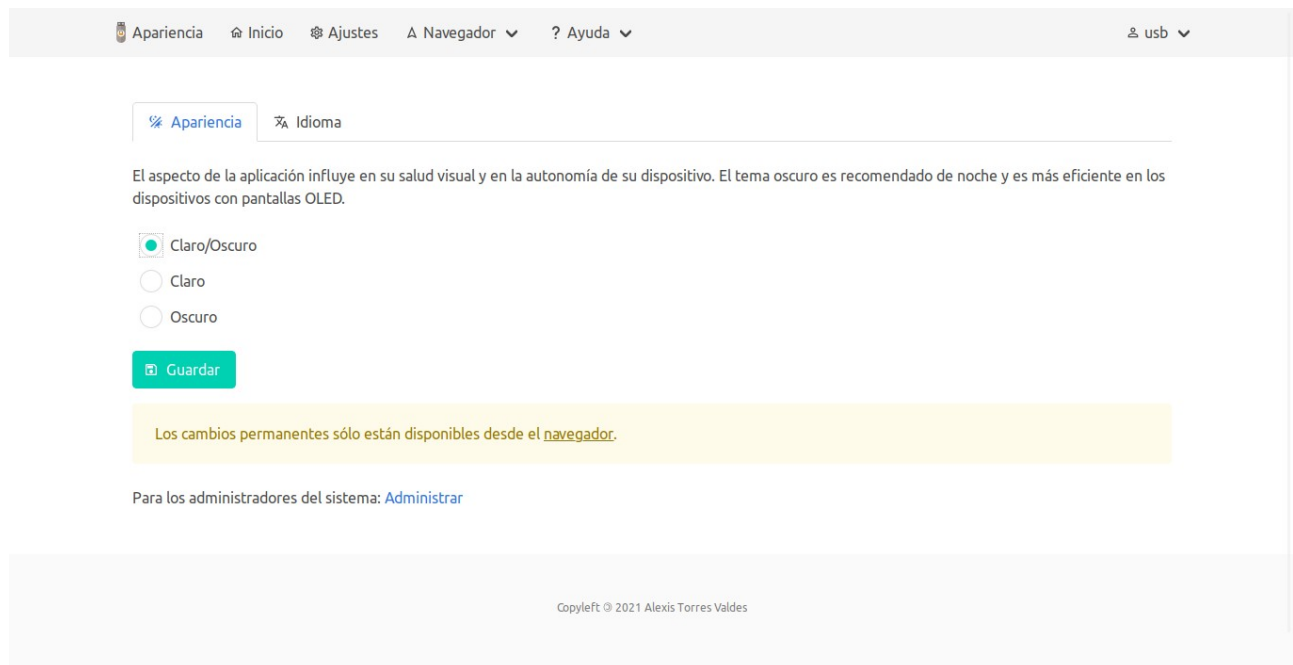 Apariencia Inicio Ajustes Navegador ? Ayuda usb
Apariencia Idioma
El aspecto de la aplicación influye en su salud visual y en la autonomía de su dispositivo. El tema oscuro es recomendado de noche y es más eficiente en los
dispositivos con pantallas OLED.
Claro/Oscuro
Claro
Oscuro
Guardar
Los cambios permanentes sólo están disponibles desde el navegador.
Para los administradores del sistema: Administrar
Copyleft 🄯 2021 Alexis Torres Valdes